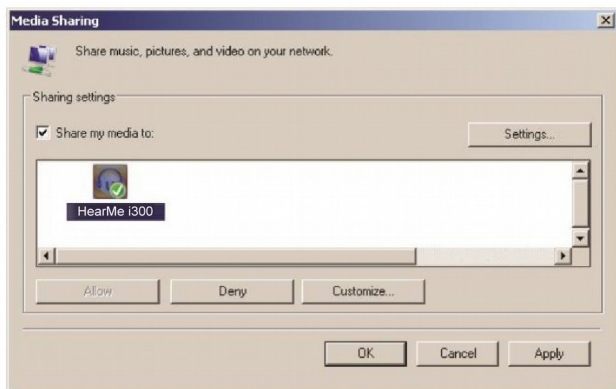 Media Sharing
Share music, pictures, and video on your network.
Sharing settings
Share my media to:
Settings...
HearMe i300
Allow
Deny
Customize...
OK
Cancel
Apply